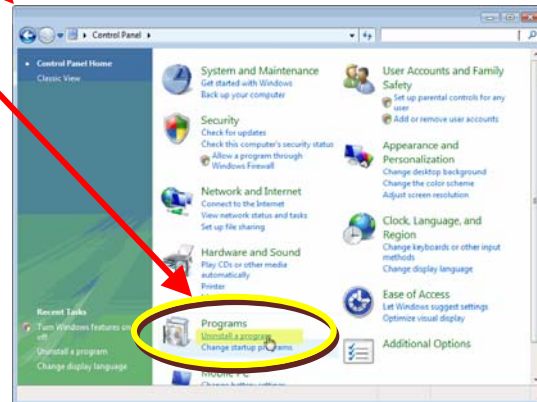 Control Panel
Control Panel Home
Classic View
System and Maintenance
Get started with Windows
Back up your computer
Security
Check for updates
Check this computer's security status
Allow a program through
Windows Firewall
Network and Internet
Connect to the Internet
View network status and tasks
Set up file sharing
Hardware and Sound
Play CDs or other media
automatically
Printer
Programs
Uninstall a program
Change startup programs
Mobile PC
Change battery settings
User Accounts and Family
Safety
Set up parental controls for any
user
Add or remove user accounts
Appearance and
Personalization
Change desktop background
Change the color scheme
Adjust screen resolution
Clock, Language, and
Region
Change keyboards or other input
methods
Change display language
Ease of Access
Let Windows suggest settings
Optimize visual display
Additional Options
Recent Tasks
Turn Windows features on
off
Uninstall a program
Change display language